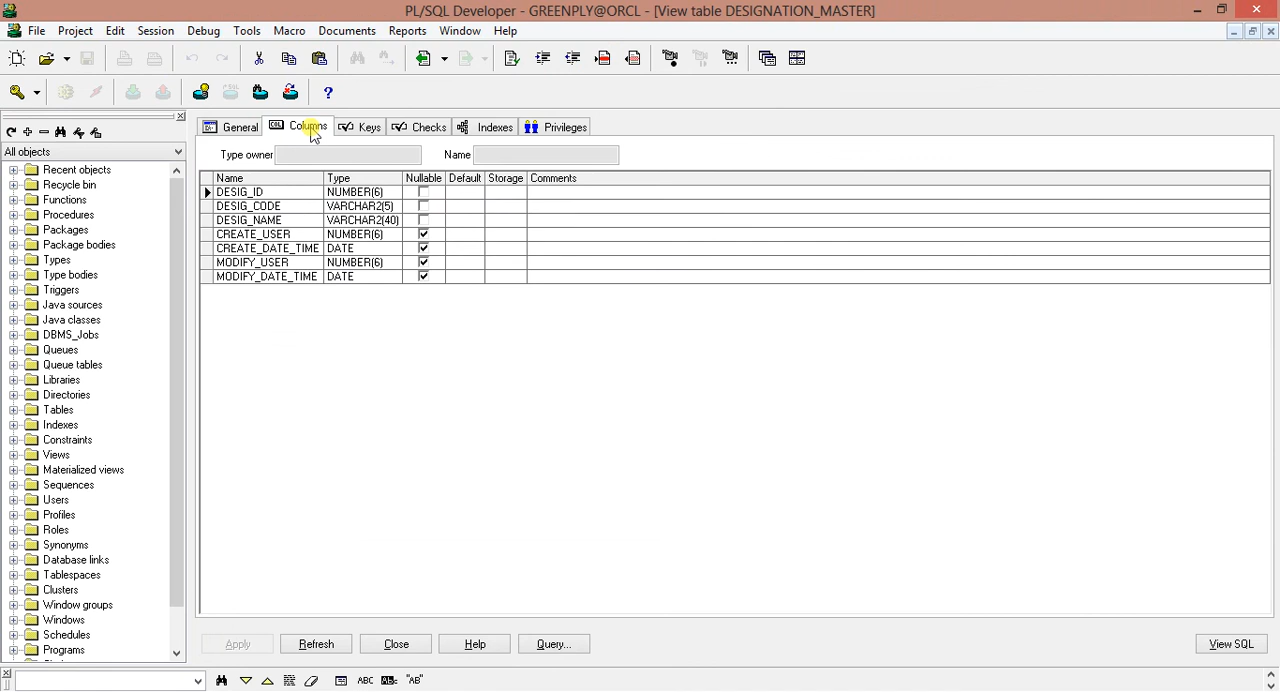 PL/SQL Developer - GREENPLY@ORCL - [View table DESIGNATION_MASTER]
File Project Edit Session Debug Tools Macro Documents Reports Window Help
General Columns Keys Checks Indexes Privileges
All objects
Type owner Name
Name Type Nullable Default Storage Comments
DESIG_ID NUMBER(6)
DESIG_CODE VARCHAR2(5)
DESIG_NAME VARCHAR2(40)
CREATE_USER NUMBER(6)
CREATE_DATE_TIME DATE
MODIFY_USER NUMBER(6)
MODIFY_DATE_TIME DATE
Recent objects
Recycle bin
Functions
Procedures
Packages
Package bodies
Types
Type bodies
Triggers
Java sources
Java classes
DBMS_Jobs
Queues
Queue tables
Libraries
Directories
Tables
Indexes
Constraints
Views
Materialized views
Sequences
Users
Profiles
Roles
Synonyms
Database links
Tablespaces
Clusters
Window groups
Windows
Schedules
Programs
Apply Refresh Close Help Query... View SQL
ABC "AB"